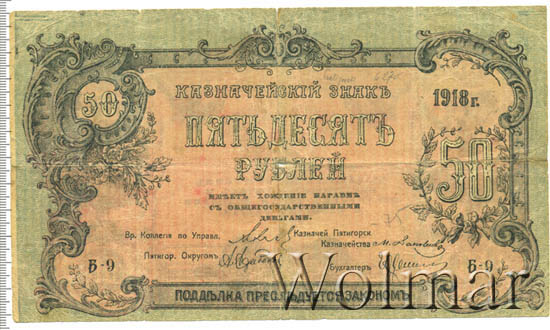 КАЗНАЧЕЙСКІЙ ЗНАКЪ
50
1918 г.
ПЯТЬДЕСЯТЪ
РУБЛЕЙ
50
ИМѢЕТЪ ХОЖДЕНІЕ НАРАВНѢ
СЪ ОБЩЕГОСУДАРСТВЕННЫМИ
ДЕНЬГАМИ.
Вр. Коллегія по Управл.
Казначей Пятигорск.
Казначейства
Пятигор. Округомъ
Бухгалтеръ
Б-9
Б-9
ПОДДѢЛКА ПРЕСЛѢДУЕТСЯ ЗАКОНОМЪ
Wolmar